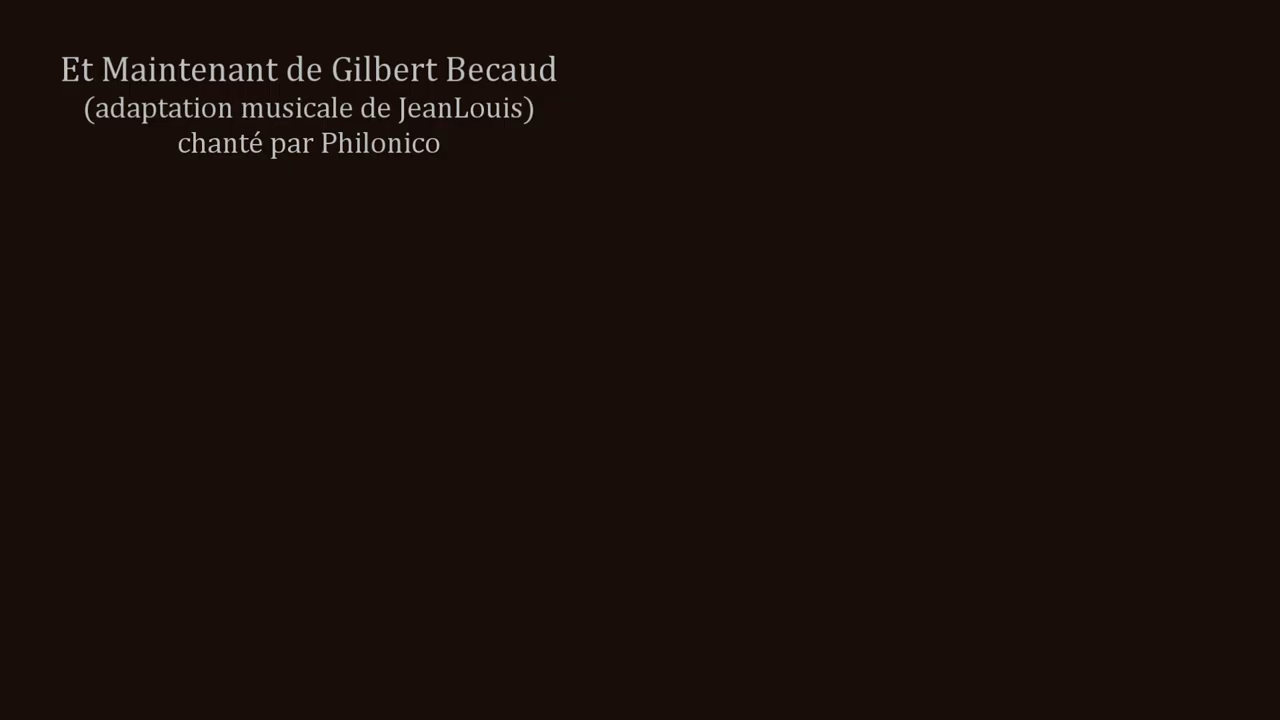 Et Maintenant de Gilbert Becaud
(adaptation musicale de JeanLouis)
chanté par Philonico